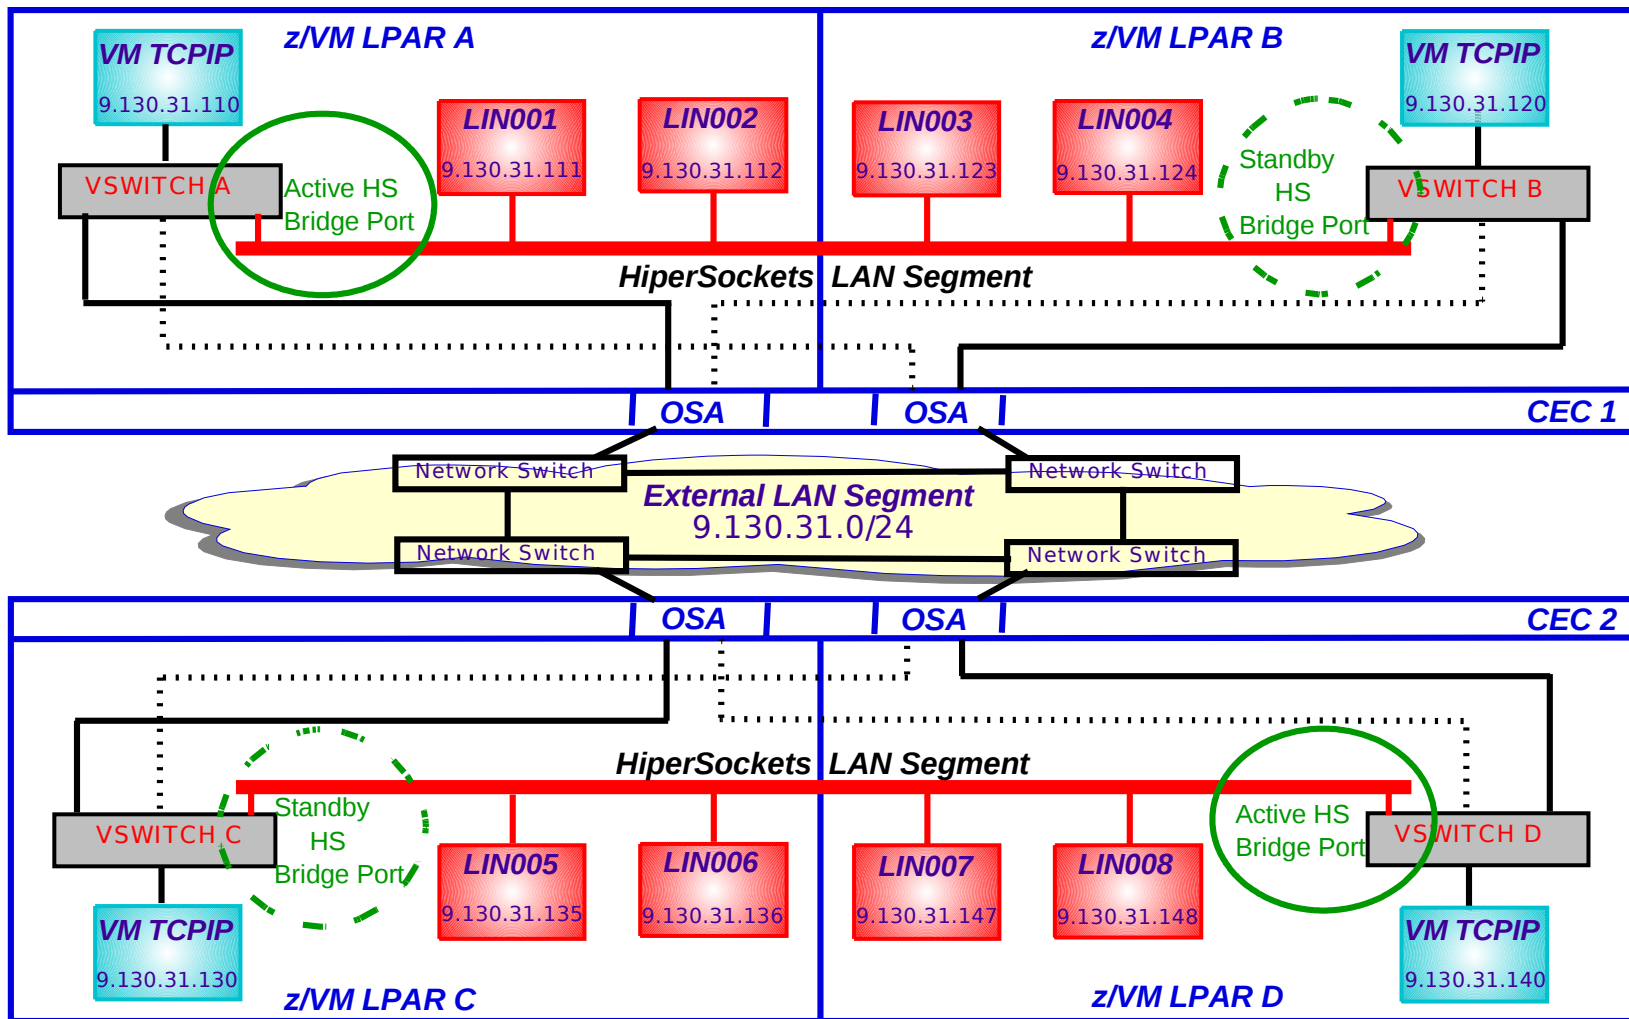 z/VM LPAR A
z/VM LPAR B
VM TCPIP
9.130.31.110
LIN001
9.130.31.111
LIN002
9.130.31.112
LIN003
9.130.31.123
LIN004
9.130.31.124
VM TCPIP
9.130.31.120
VSWITCH A
Active HS
Bridge Port
Standby
HS
Bridge Port
VSWITCH B
HiperSockets LAN Segment
OSA
OSA
CEC 1
Network Switch
Network Switch
External LAN Segment
9.130.31.0/24
Network Switch
Network Switch
OSA
OSA
CEC 2
HiperSockets LAN Segment
VSWITCH C
Standby
HS
Bridge Port
Active HS
Bridge Port
VSWITCH D
LIN005
9.130.31.135
LIN006
9.130.31.136
LIN007
9.130.31.147
LIN008
9.130.31.148
VM TCPIP
9.130.31.130
VM TCPIP
9.130.31.140
z/VM LPAR C
z/VM LPAR D